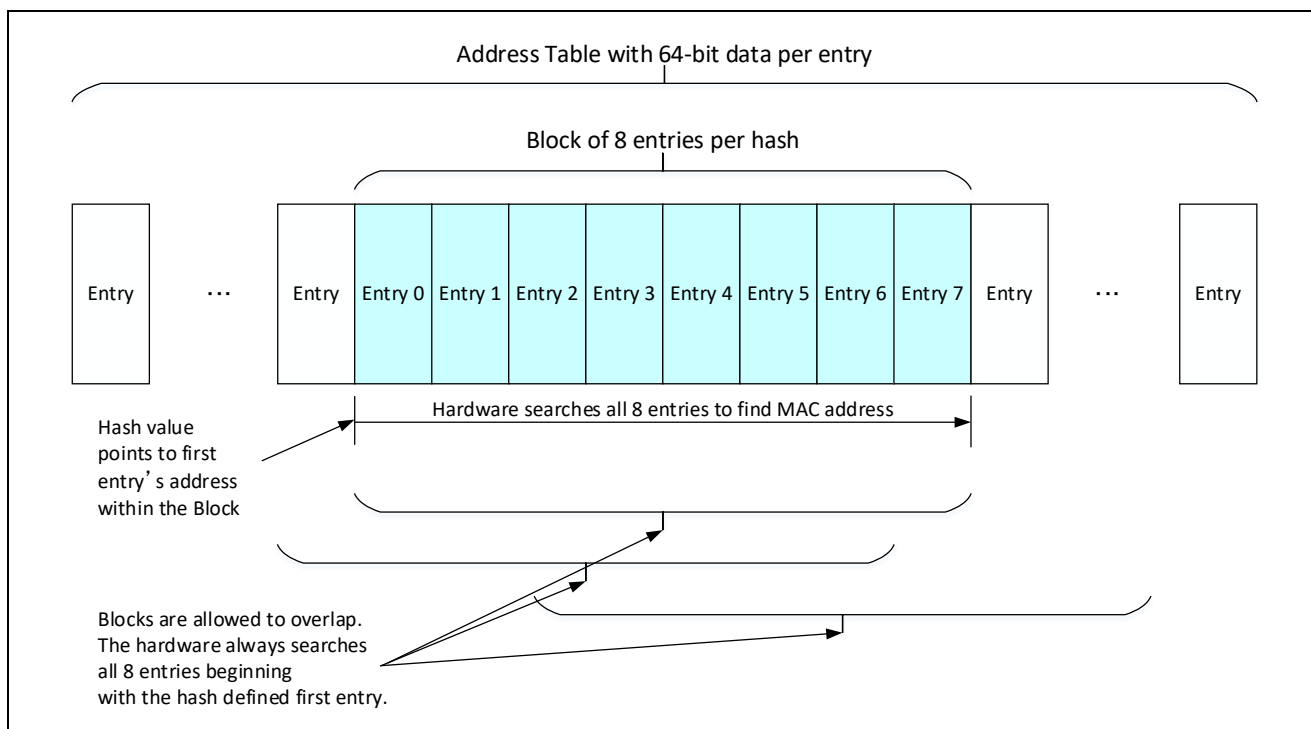 Address Table with 64-bit data per entry
Block of 8 entries per hash
Entry ... Entry Entry 0 Entry 1 Entry 2 Entry 3 Entry 4 Entry 5 Entry 6 Entry 7 Entry ... Entry
Hardware searches all 8 entries to find MAC address
Hash value
points to first
entry’s address
within the Block
Blocks are allowed to overlap.
The hardware always searches
all 8 entries beginning
with the hash defined first entry.